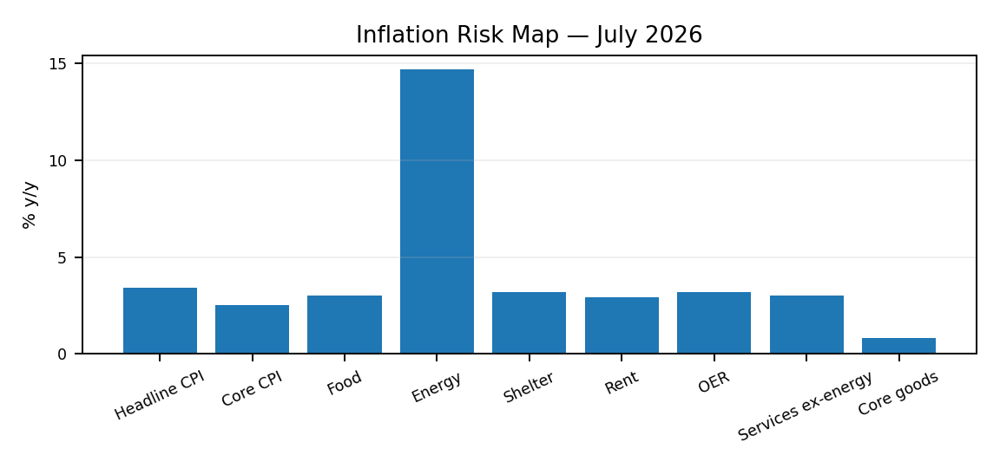 Inflation Risk Map — July 2026
% y/y
15
10
5
0
Headline CPI
Core CPI
Food
Energy
Shelter
Rent
OER
Services ex-energy
Core goods